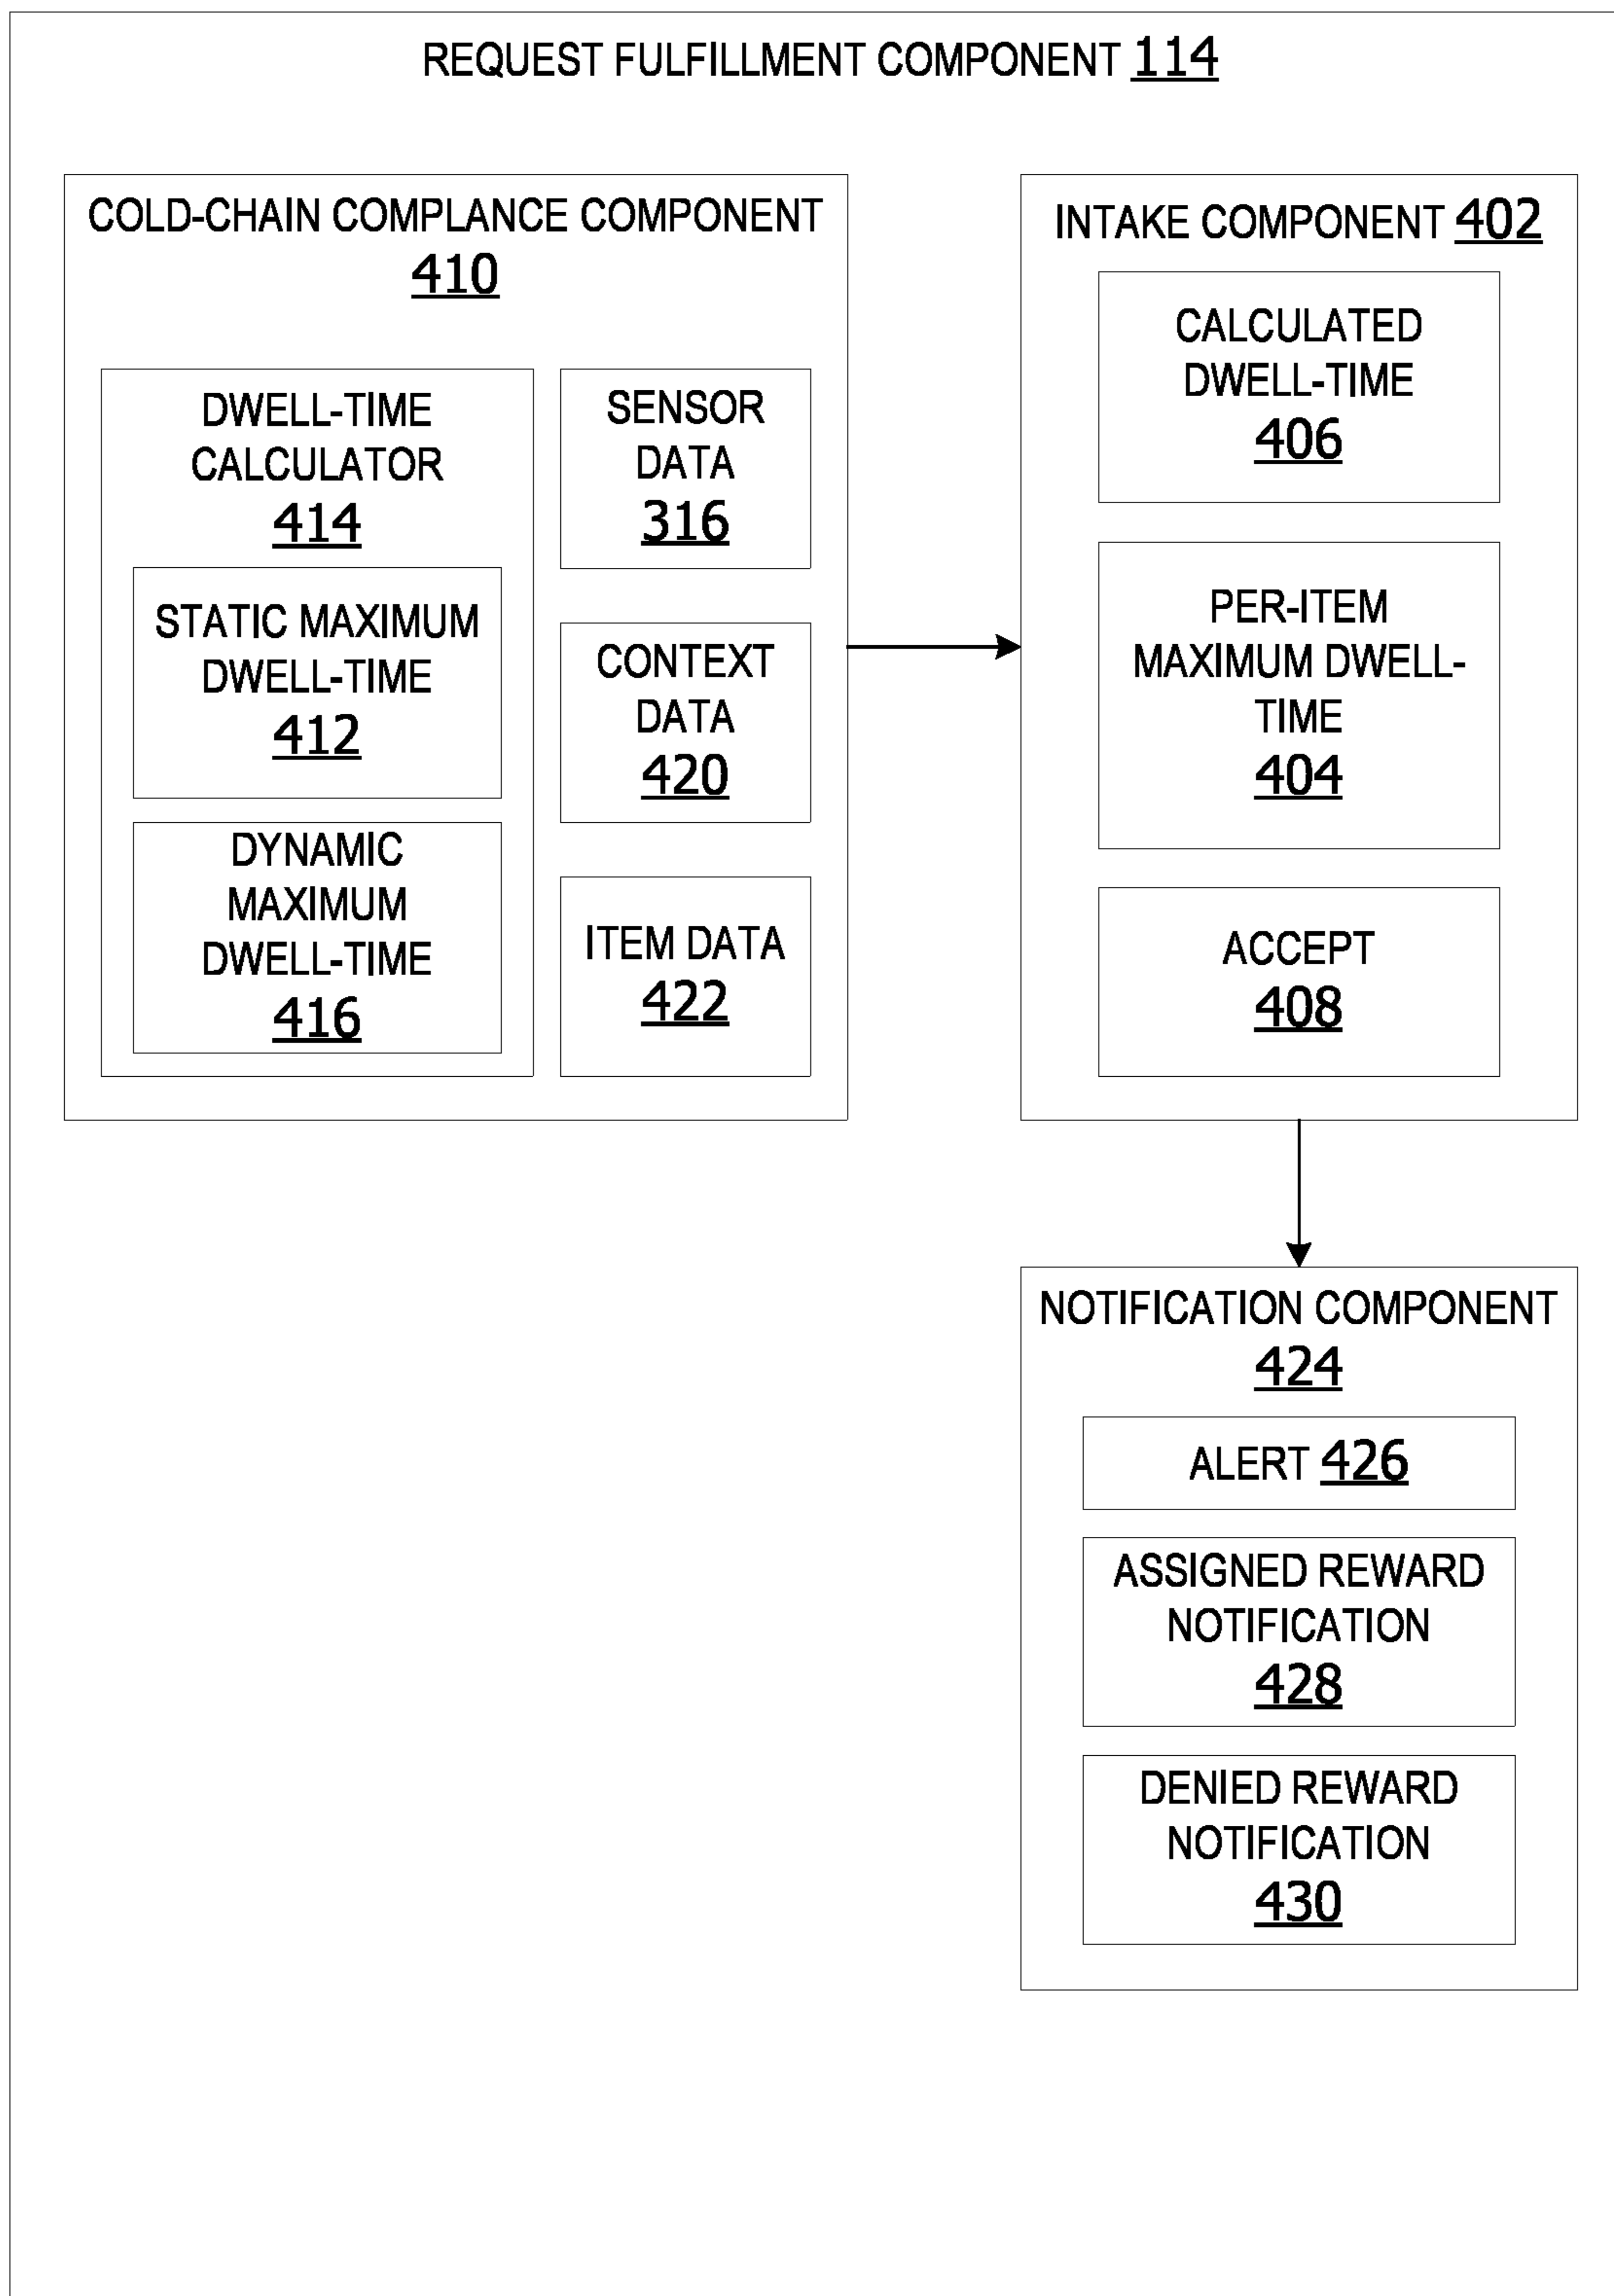 REQUEST FULFILLMENT COMPONENT 114
COLD-CHAIN COMPLANCE COMPONENT
410
DWELL-TIME
CALCULATOR
414
STATIC MAXIMUM
DWELL-TIME
412
DYNAMIC
MAXIMUM
DWELL-TIME
416
SENSOR
DATA
316
CONTEXT
DATA
420
ITEM DATA
422
INTAKE COMPONENT 402
CALCULATED
DWELL-TIME
406
PER-ITEM
MAXIMUM DWELL-
TIME
404
ACCEPT
408
NOTIFICATION COMPONENT
424
ALERT 426
ASSIGNED REWARD
NOTIFICATION
428
DENIED REWARD
NOTIFICATION
430